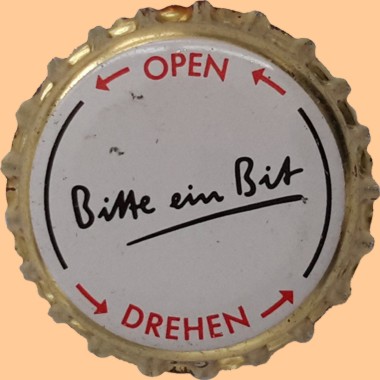 OPEN
Bitte ein Bit
DREHEN